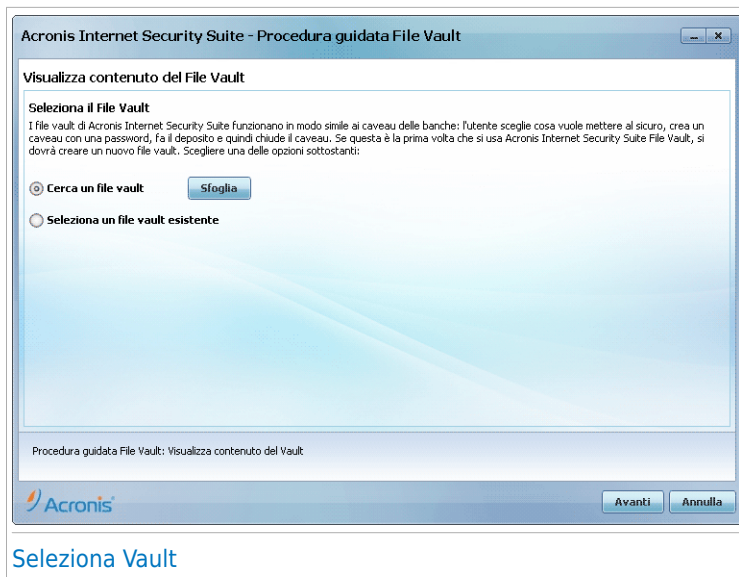 Acronis Internet Security Suite - Procedura guidata File Vault
Visualizza contenuto del File Vault
Seleziona il File Vault
I file vault di Acronis Internet Security Suite funzionano in modo simile ai caveau delle banche: l'utente sceglie cosa vuole mettere al sicuro, crea un
caveau con una password, fa il deposito e quindi chiude il caveau. Se questa è la prima volta che si usa Acronis Internet Security Suite File Vault, si
dovrà creare un nuovo file vault. Scegliere una delle opzioni sottostanti:
Cerca un file vault
Sfoglia
Seleziona un file vault esistente
Procedura guidata File Vault: Visualizza contenuto del Vault
Acronis
Avanti
Annulla
Seleziona Vault